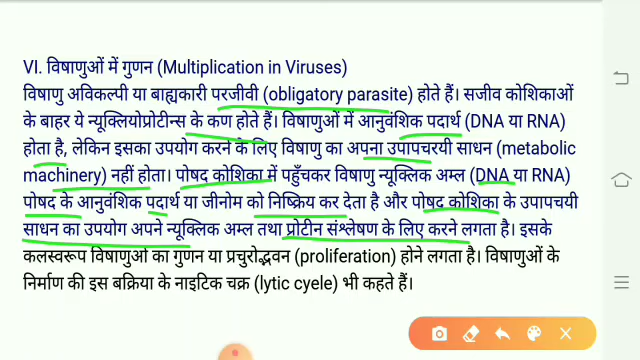 VI. विषाणुओं में गुणन (Multiplication in Viruses)
विषाणु अविकल्पी या बाह्यकारी परजीवी (obligatory parasite) होते हैं। सजीव कोशिकाओं
के बाहर ये न्यूक्लियोप्रोटीन्स के कण होते हैं। विषाणुओं में आनुवंशिक पदार्थ (DNA या RNA)
होता है, लेकिन इसका उपयोग करने के लिए विषाणु का अपना उपापचरयी साधन (metabolic
machinery) नहीं होता। पोषद कोशिका में पहुँचकर विषाणु न्यूक्लिक अम्ल (DNA या RNA)
पोषद के आनुवंशिक पदार्थ या जीनोम को निष्क्रिय कर देता है और पोषद कोशिका के उपापचयी
साधन का उपयोग अपने न्यूक्लिक अम्ल तथा प्रोटीन संश्लेषण के लिए करने लगता है। इसके
कलस्वरूप विषाणुओं का गुणन या प्रचुरोद्भवन (proliferation) होने लगता है। विषाणुओं के
निर्माण की इस बक्रिया के नाइटिक चक्र (lytic cyele) भी कहते हैं।